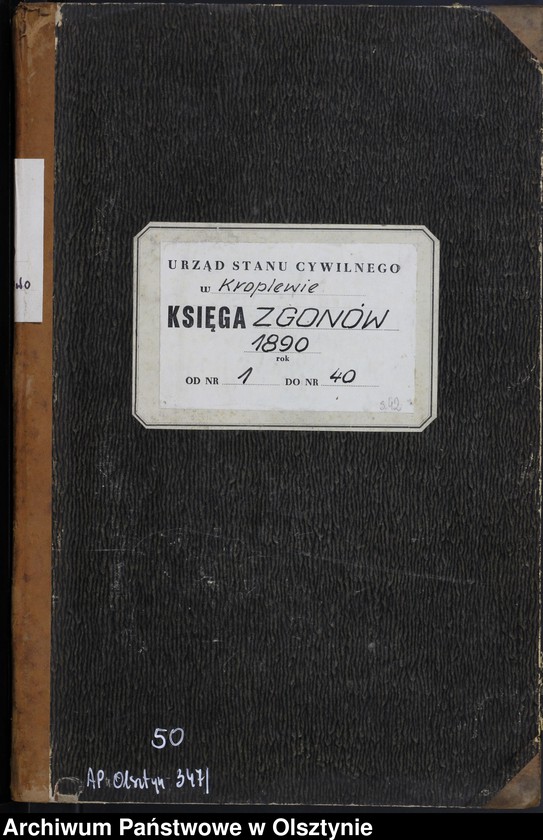 URZĄD STANU CYWILNEGO
w Kroplewie
KSIĘGA ZGONÓW
1890
rok
OD NR 1 DO NR 40
50
AP Olsztyn 347/
Archiwum Państwowe w Olsztynie